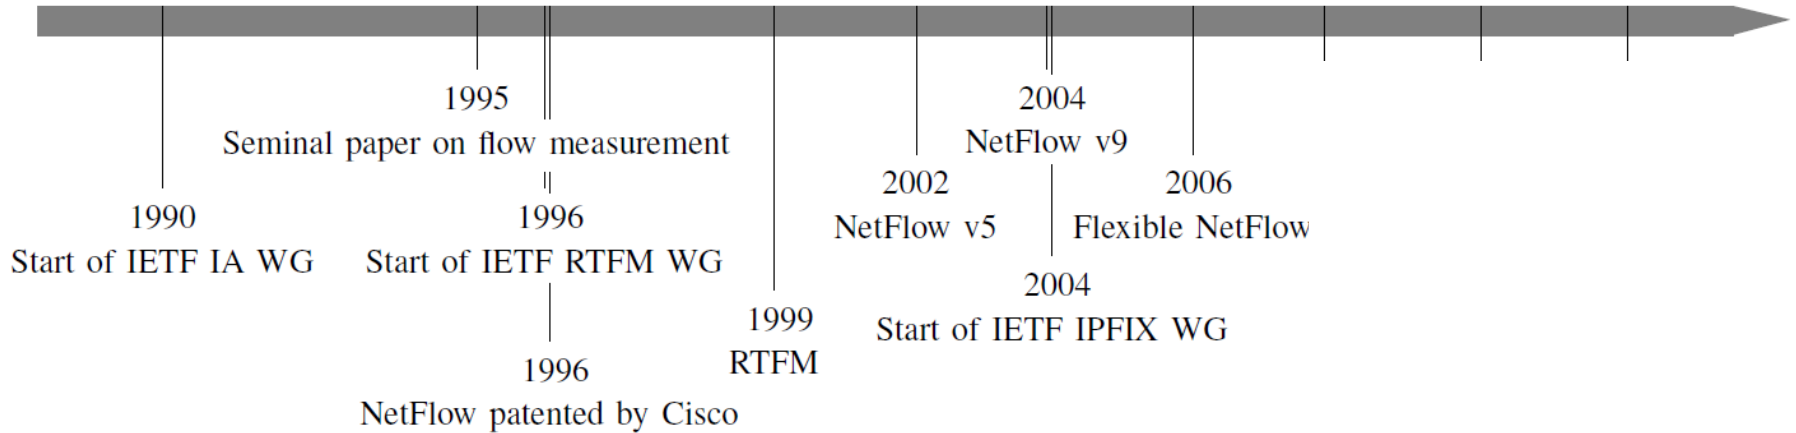 1995
Seminal paper on flow measurement
2004
NetFlow v9
2002
NetFlow v5
2006
Flexible NetFlow
1990
Start of IETF IA WG
1996
Start of IETF RTFM WG
2004
Start of IETF IPFIX WG
1999
RTFM
1996
NetFlow patented by Cisco